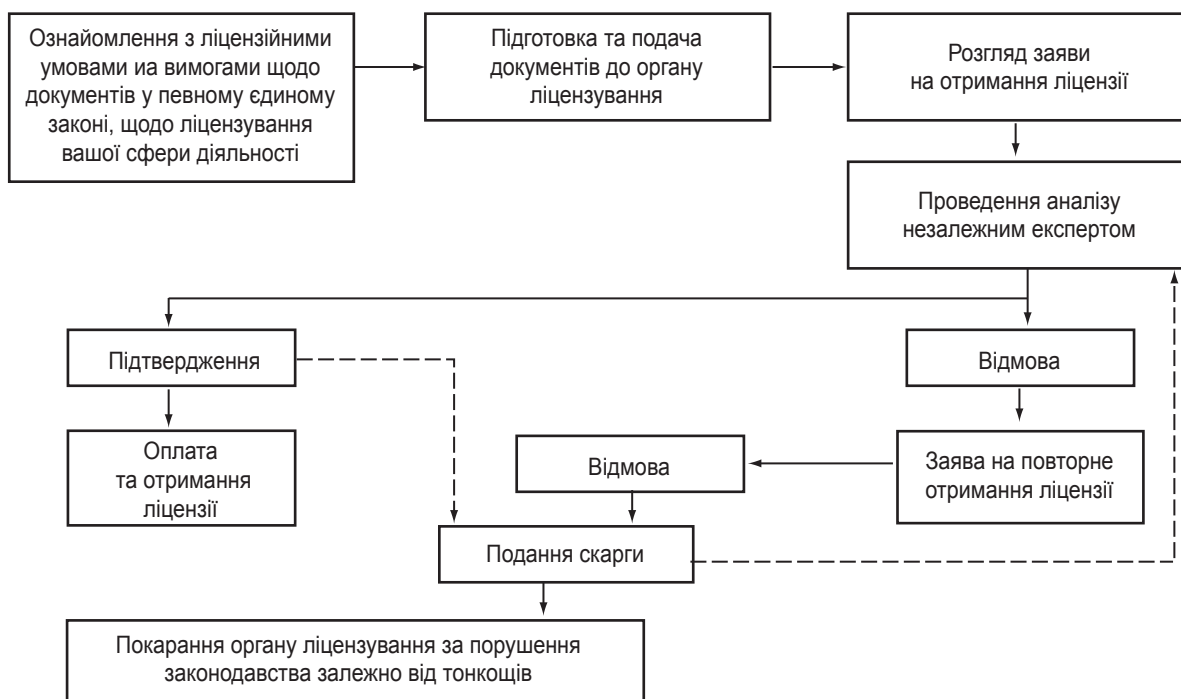 Ознайомлення з ліцензійними
умовами иа вимогами щодо
документів у певному єдиному
законі, щодо ліцензування
вашої сфери діяльності
Підготовка та подача
документів до органу
ліцензування
Розгляд заяви
на отримання ліцензії
Проведення аналізу
незалежним експертом
Підтвердження
Відмова
Оплата
та отримання
ліцензії
Відмова
Заява на повторне
отримання ліцензії
Подання скарги
Покарання органу ліцензування за порушення
законодавства залежно від тонкощів